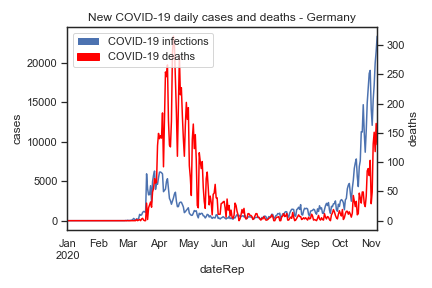 New COVID-19 daily cases and deaths - Germany
COVID-19 infections
COVID-19 deaths
cases
20000
15000
10000
5000
0
deaths
300
250
200
150
100
50
0
Jan Feb Mar Apr May Jun Jul Aug Sep Oct Nov
2020
dateRep